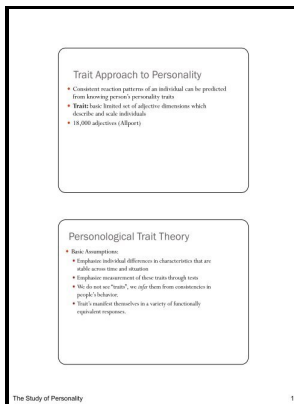 Trait Approach to Personality
• Consistent reaction patterns of an individual can be predicted
from knowing person's personality traits
• Trait: basic limited set of adjective dimensions which
describe and scale individuals
• 18,000 adjectives (Allport)
Personological Trait Theory
• Basic Assumptions:
• Emphasize individual differences in characteristics that are
stable across time and situation
• Emphasize measurement of these traits through tests
• We do not see "traits", we infer them from consistencies in
people's behavior.
• Trait's manifest themselves in a variety of functionally
equivalent responses.
The Study of Personality
1